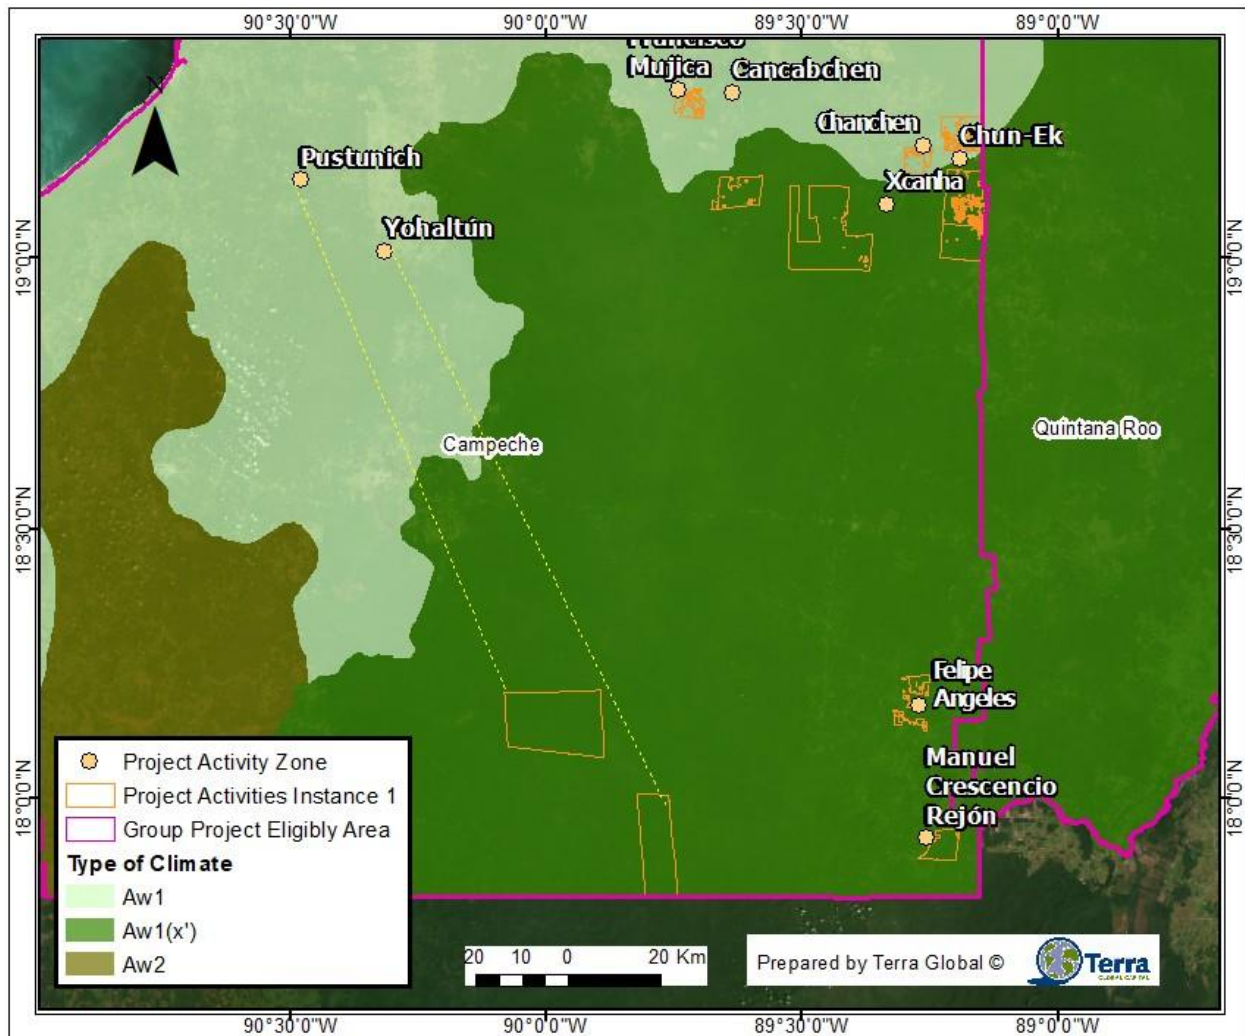 90°30'0"W 90°0'0"W 89°30'0"W 89°0'0"W
N
Francisco
Mujica
Cancabchen
Chanchen
Chun-Ek
Pustunich
Xcanha
Yohaltún
19°0'0"N
19°0'0"N
Campeche
Quintana Roo
18°30'0"N
18°30'0"N
Felipe
Angeles
Manuel
Crescencio
Rejón
18°0'0"N
18°0'0"N
Project Activity Zone
Project Activities Instance 1
Group Project Eligibly Area
Type of Climate
Aw1
Aw1(x')
Aw2
20 10 0 20 Km
Prepared by Terra Global ©
Terra
GLOBAL CAPITAL
90°30'0"W 90°0'0"W 89°30'0"W 89°0'0"W